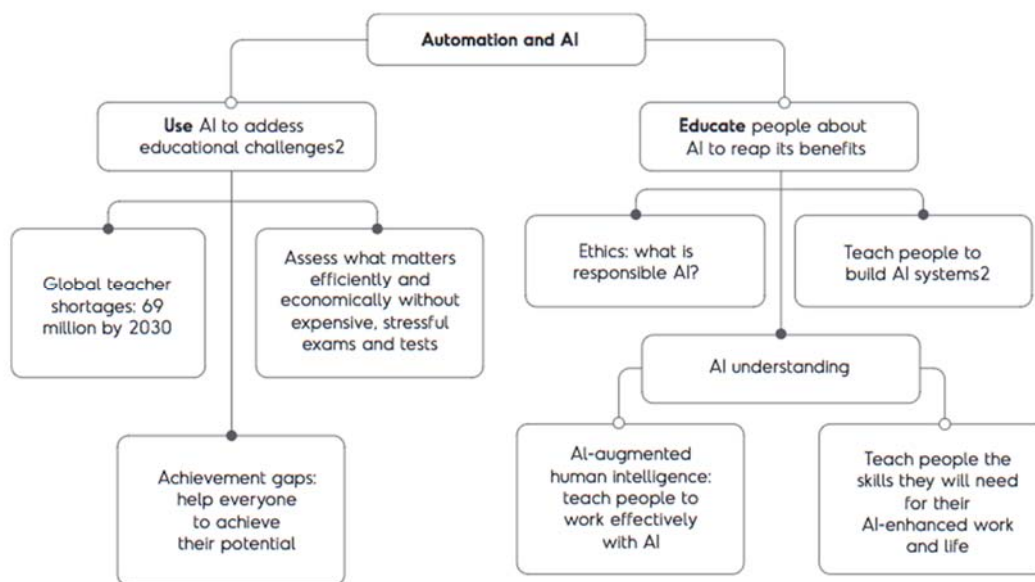 Automation and AI
Use AI to addess
educational challenges2
Educate people about
AI to reap its benefits
Global teacher
shortages: 69
million by 2030
Assess what matters
efficiently and
economically without
expensive, stressful
exams and tests
Ethics: what is
responsible AI?
Teach people to
build AI systems2
AI understanding
Achievement gaps:
help everyone
to achieve
their potential
AI-augmented
human intelligence:
teach people to
work effectively
with AI
Teach people the
skills they will need
for their
AI-enhanced work
and life